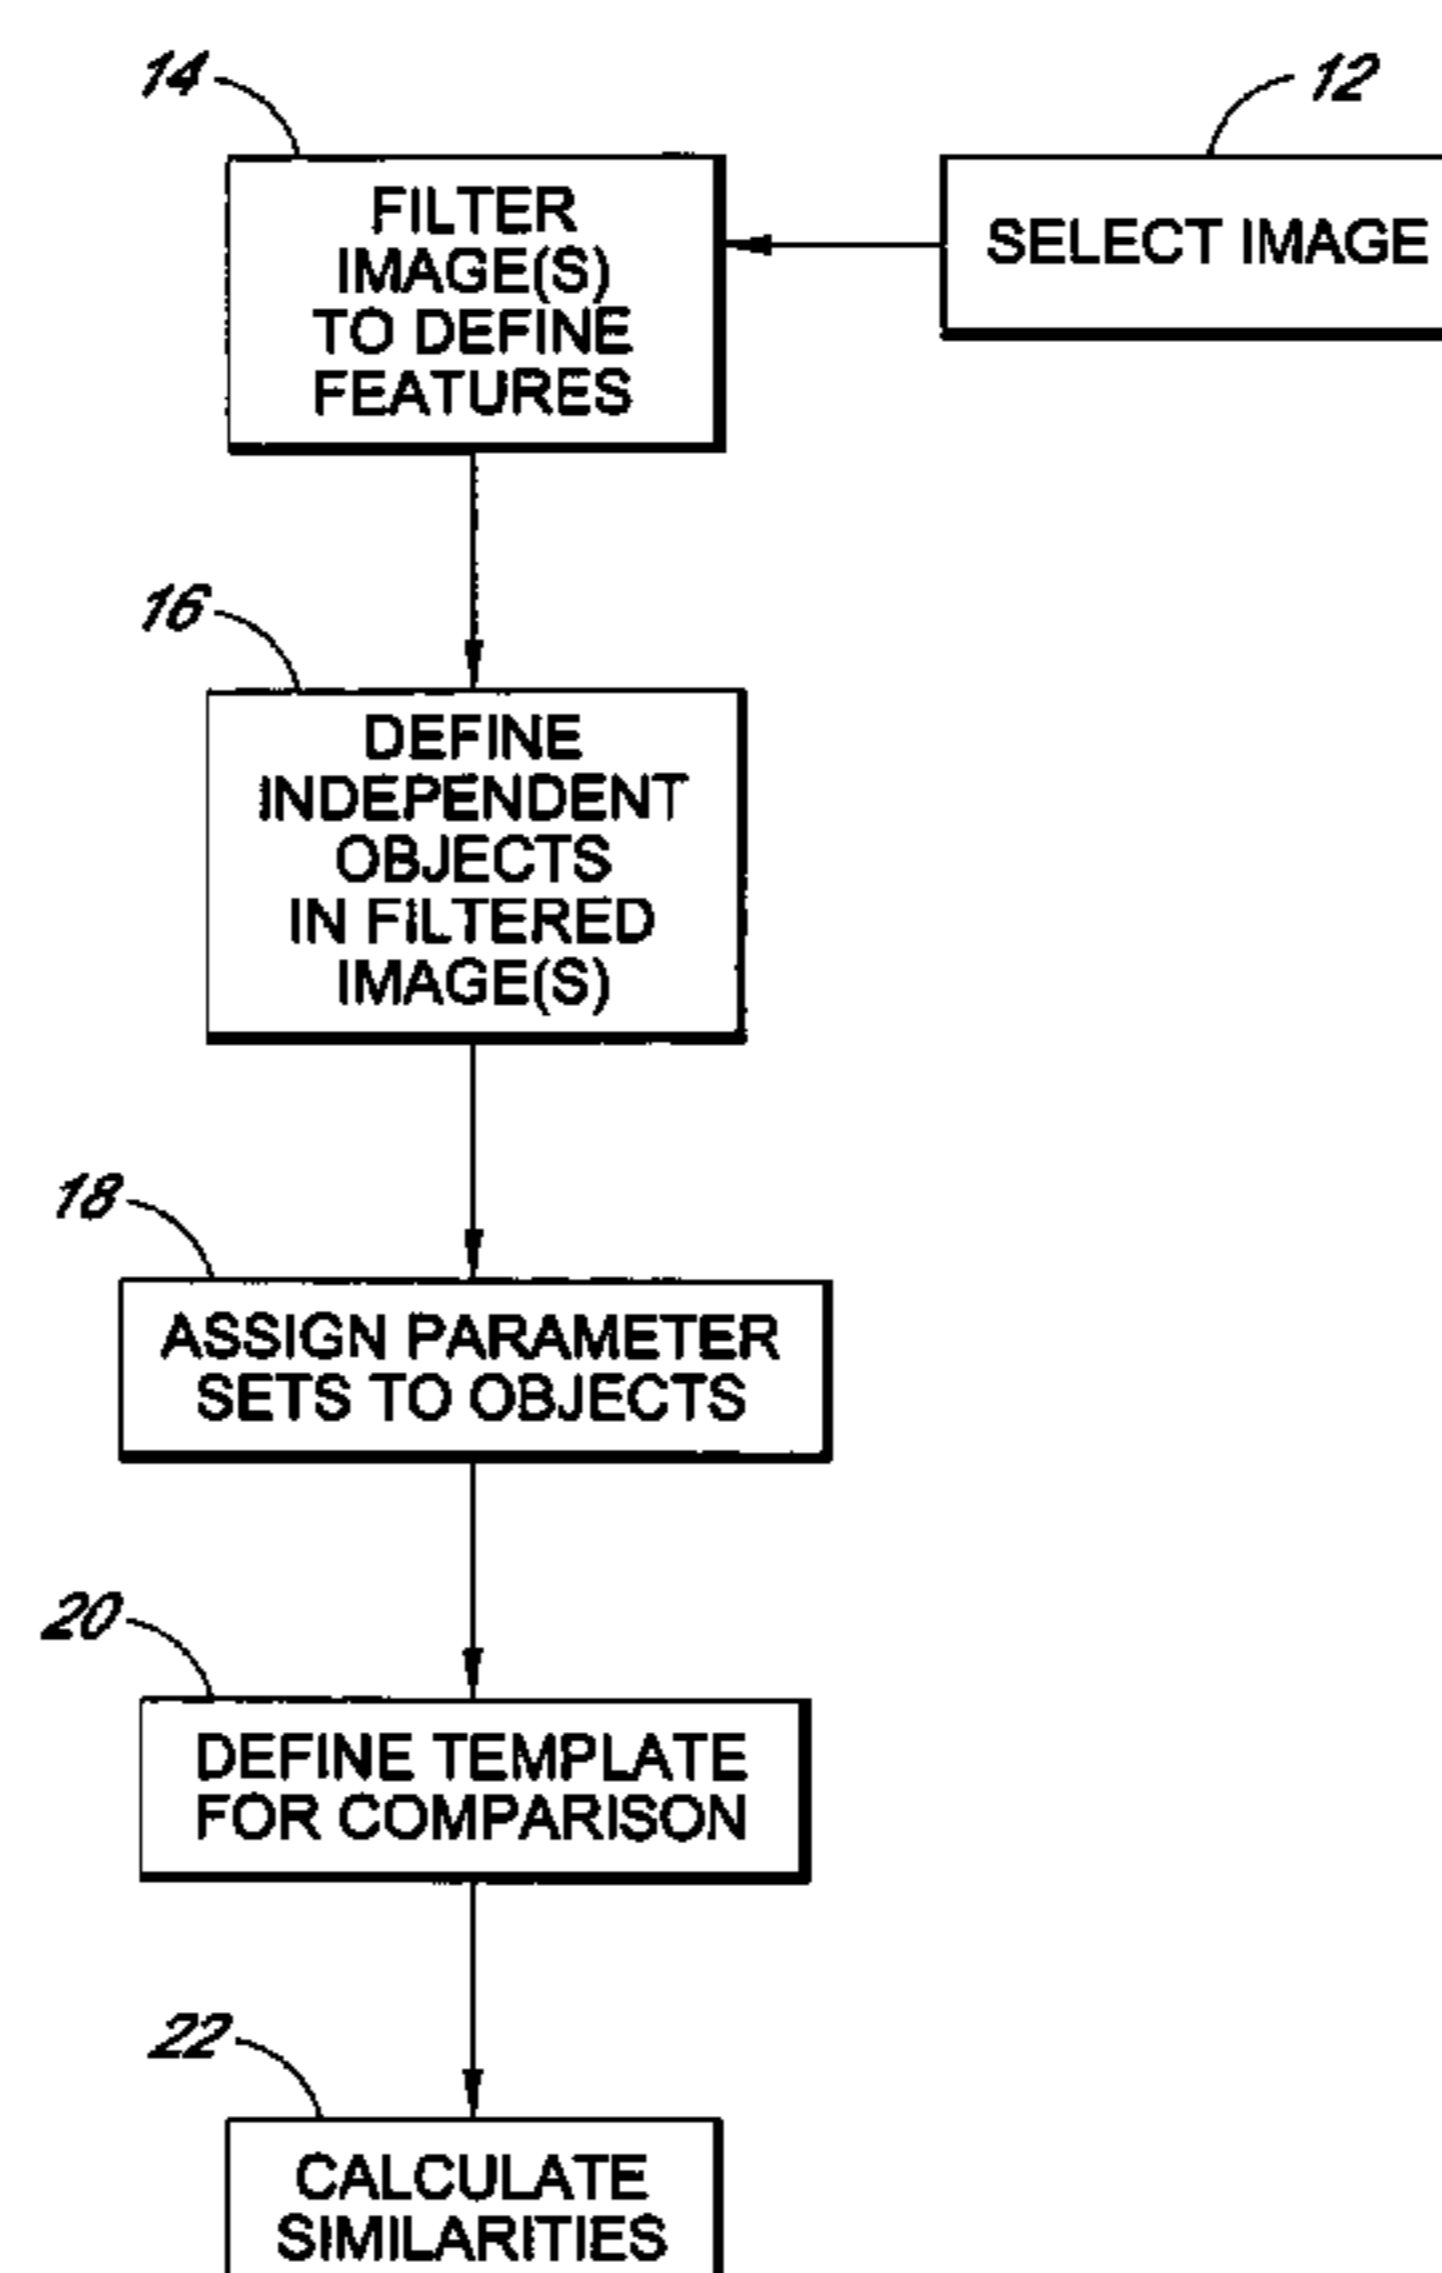 14
12
FILTER
IMAGE(S)
TO DEFINE
FEATURES
SELECT IMAGE
16
DEFINE
INDEPENDENT
OBJECTS
IN FILTERED
IMAGE(S)
18
ASSIGN PARAMETER
SETS TO OBJECTS
20
DEFINE TEMPLATE
FOR COMPARISON
22
CALCULATE
SIMILARITIES